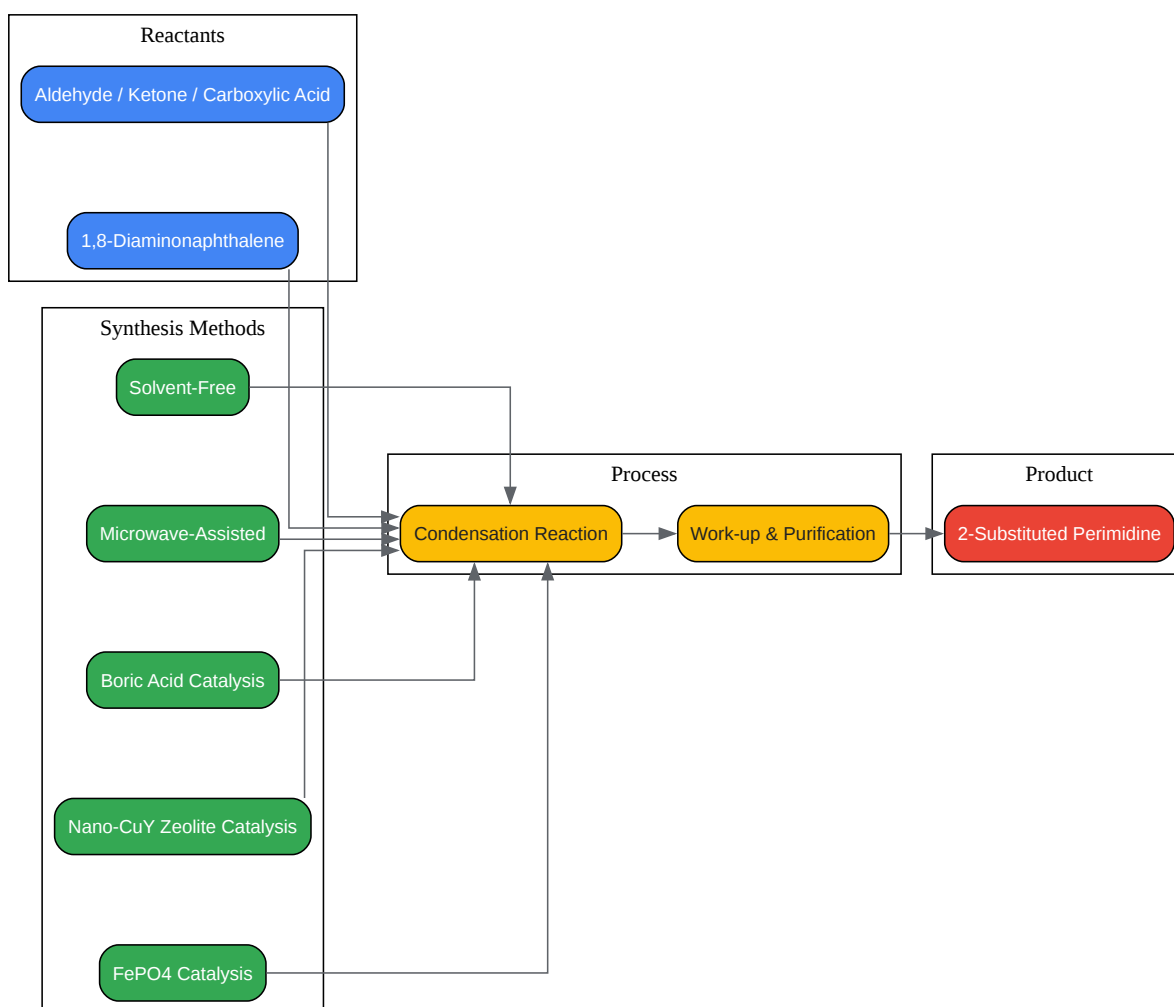 Reactants
Aldehyde / Ketone / Carboxylic Acid
1,8-Diaminonaphthalene
Synthesis Methods
Solvent-Free
Microwave-Assisted
Boric Acid Catalysis
Nano-CuY Zeolite Catalysis
FePO4 Catalysis
Process
Condensation Reaction
Work-up & Purification
Product
2-Substituted Perimidine